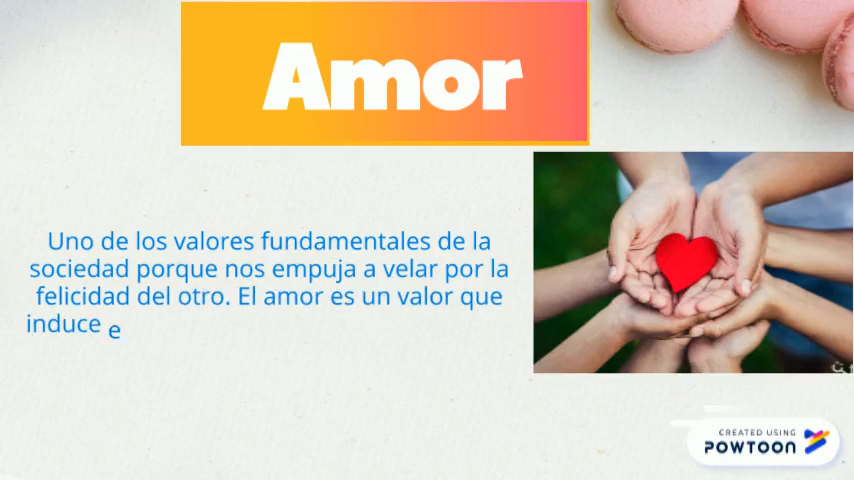 Amor
Uno de los valores fundamentales de la
sociedad porque nos empuja a velar por la
felicidad del otro. El amor es un valor que
induce e
CREATED USING
POWTOON